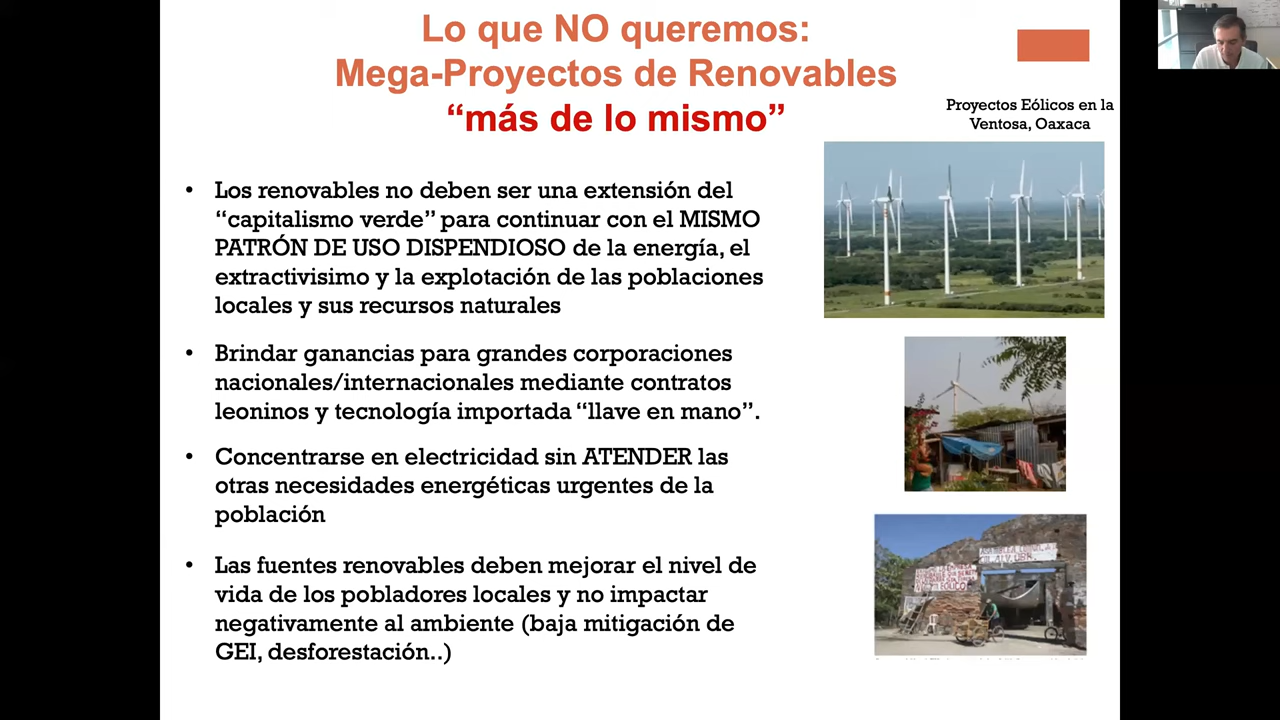 Lo que NO queremos:
Mega-Proyectos de Renovables
“más de lo mismo”
Proyectos Eólicos en la
Ventosa, Oaxaca
• Los renovables no deben ser una extensión del
“capitalismo verde” para continuar con el MISMO
PATRÓN DE USO DISPENDIOSO de la energía, el
extractivisimo y la explotación de las poblaciones
locales y sus recursos naturales
• Brindar ganancias para grandes corporaciones
nacionales/internacionales mediante contratos
leoninos y tecnología importada “llave en mano”.
• Concentrarse en electricidad sin ATENDER las
otras necesidades energéticas urgentes de la
población
• Las fuentes renovables deben mejorar el nivel de
vida de los pobladores locales y no impactar
negativamente al ambiente (baja mitigación de
GEI, desforestación..)